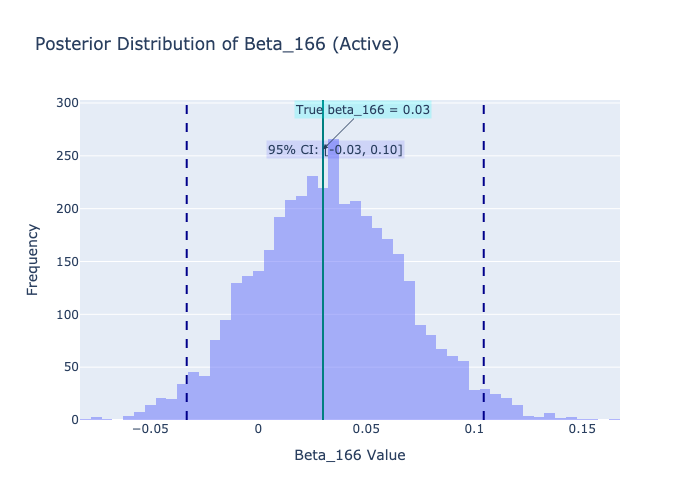 Posterior Distribution of Beta_166 (Active)
True beta_166 = 0.03
95% CI: [-0.03, 0.10]
Frequency
300
250
200
150
100
50
0
−0.05
0
0.05
0.1
0.15
Beta_166 Value